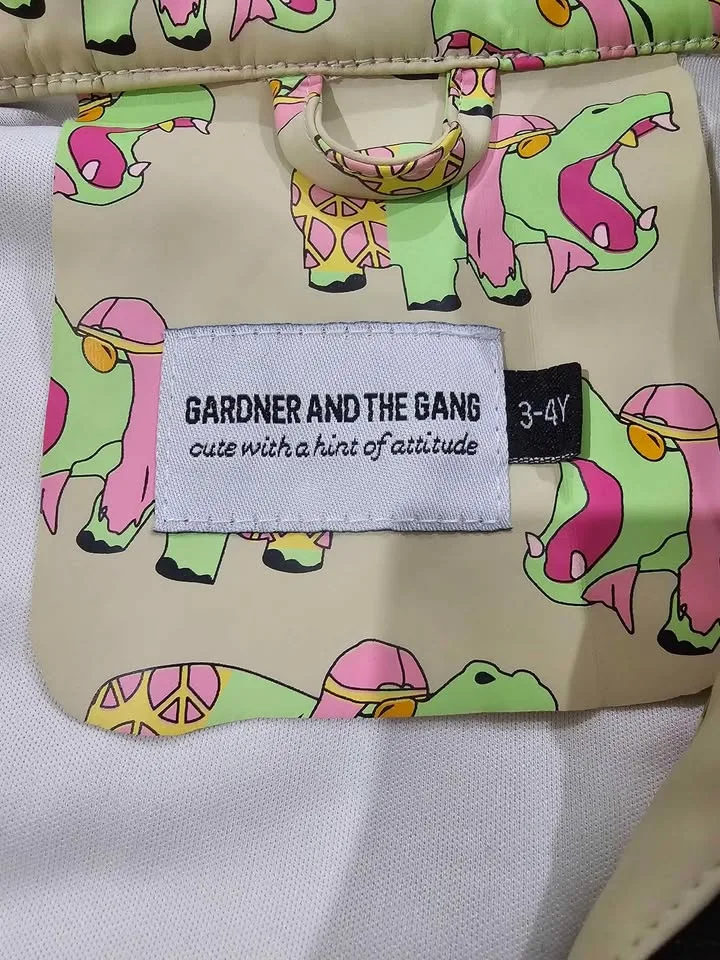 GARDNER AND THE GANG
cute with a hint of attitude
3-4Y